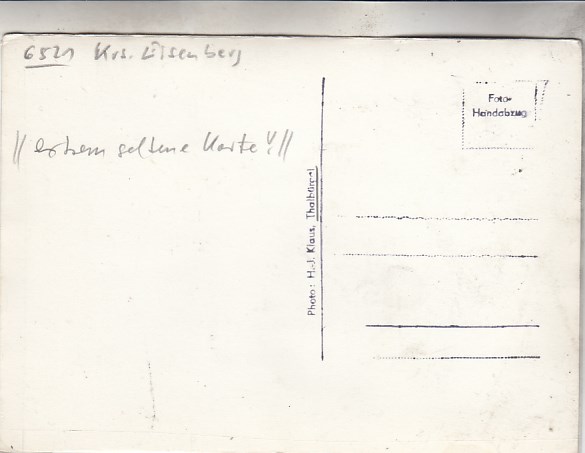 6521 Krs. Eisenberg
// extrem seltene Karte!! //
Foto-
Handabzug
Photo: H.-J. Klaus, Thalbürgel